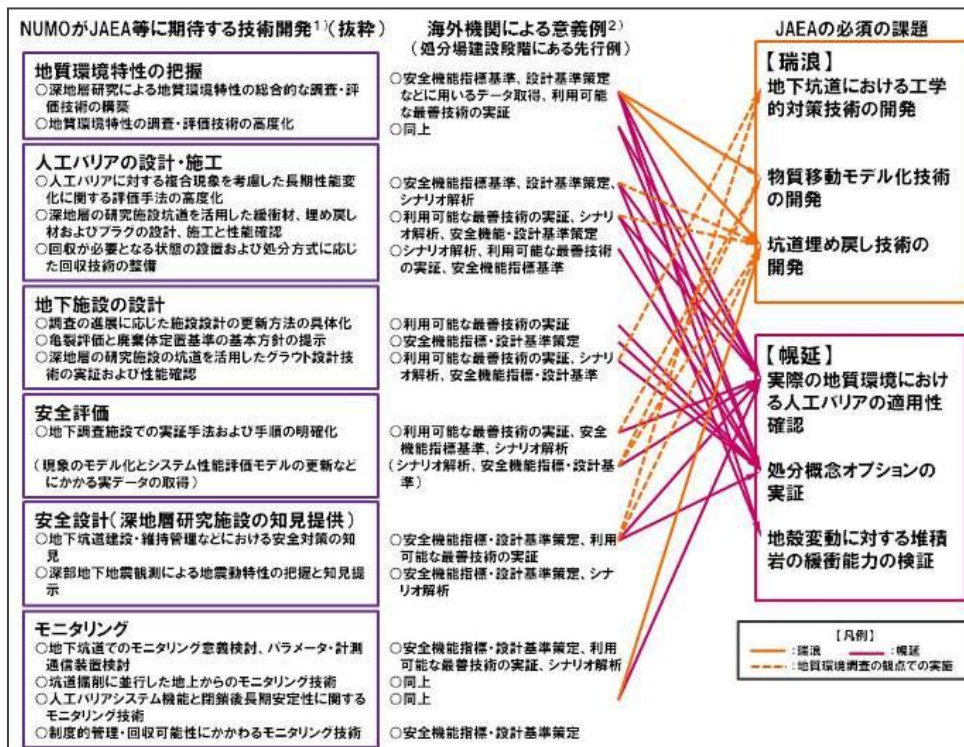 NUMOがJAEA等に期待する技術開発1)(抜粋)
地質環境特性の把握
○深地層研究による地質環境特性の総合的な調査・評
価技術の構築
○地質環境特性の調査・評価技術の高度化
人工バリアの設計・施工
○人工バリアに対する複合現象を考慮した長期性能変
化に関する評価手法の高度化
○深地層の研究施設坑道を活用した緩衝材、埋め戻し
材およびプラグの設計、施工と性能確認
○回収が必要となる状態の設置および処分方式に応じ
た回収技術の整備
地下施設の設計
○調査の進展に応じた施設設計の更新方法の具体化
○亀裂評価と廃棄体定置基準の基本方針の提示
○深地層の研究施設の坑道を活用したグラウト設計技
術の実証および性能確認
安全評価
○地下調査施設での実証手法および手順の明確化
(現象のモデル化とシステム性能評価モデルの更新など
にかかる実データの取得)
安全設計(深地層研究施設の知見提供)
○地下坑道建設・維持管理などにおける安全対策の知
見
○深部地下地震観測による地震動特性の把握と知見提
示
モニタリング
○地下坑道でのモニタリング意義検討、パラメータ・計測
通信装置検討
○坑道掘削に並行した地上からのモニタリング技術
○人工バリアシステム機能と閉鎖後長期安定性に関する
モニタリング技術
○制度的管理・回収可能性にかかわるモニタリング技術
海外機関による意義例2)
(処分場建設段階にある先行例)
○安全機能指標基準、設計基準策定
などに用いるデータ取得、利用可能
な最善技術の実証
○同上
○安全機能指標基準、設計基準策定、
シナリオ解析
○利用可能な最善技術の実証、シナリ
オ解析、安全機能・設計基準策定
○シナリオ解析、利用可能な最善技術
の実証、安全機能指標基準
○利用可能な最善技術の実証
○安全機能指標・設計基準策定
○利用可能な最善技術の実証、シナリ
オ解析、安全機能指標・設計基準
○利用可能な最善技術の実証、安全
機能指標基準、シナリオ解析
(シナリオ解析、安全機能指標・設計基
準)
○安全機能指標・設計基準策定、利用
可能な最善技術の実証
○安全機能指標・設計基準策定、シナ
リオ解析
○安全機能指標・設計基準策定、利用
可能な最善技術の実証、シナリオ解析
○同上
○同上
○安全機能指標・設計基準策定
JAEAの必須の課題
【瑞浪】
地下坑道における工学
的対策技術の開発
物質移動モデル化技術
の開発
坑道埋め戻し技術の
開発
【幌延】
実際の地質環境におけ
る人工バリアの適用性
確認
処分概念オプションの
実証
地殻変動に対する堆積
岩の緩衝能力の検証
【凡例】
:瑞浪 :幌延
:地質環境調査の観点での実施